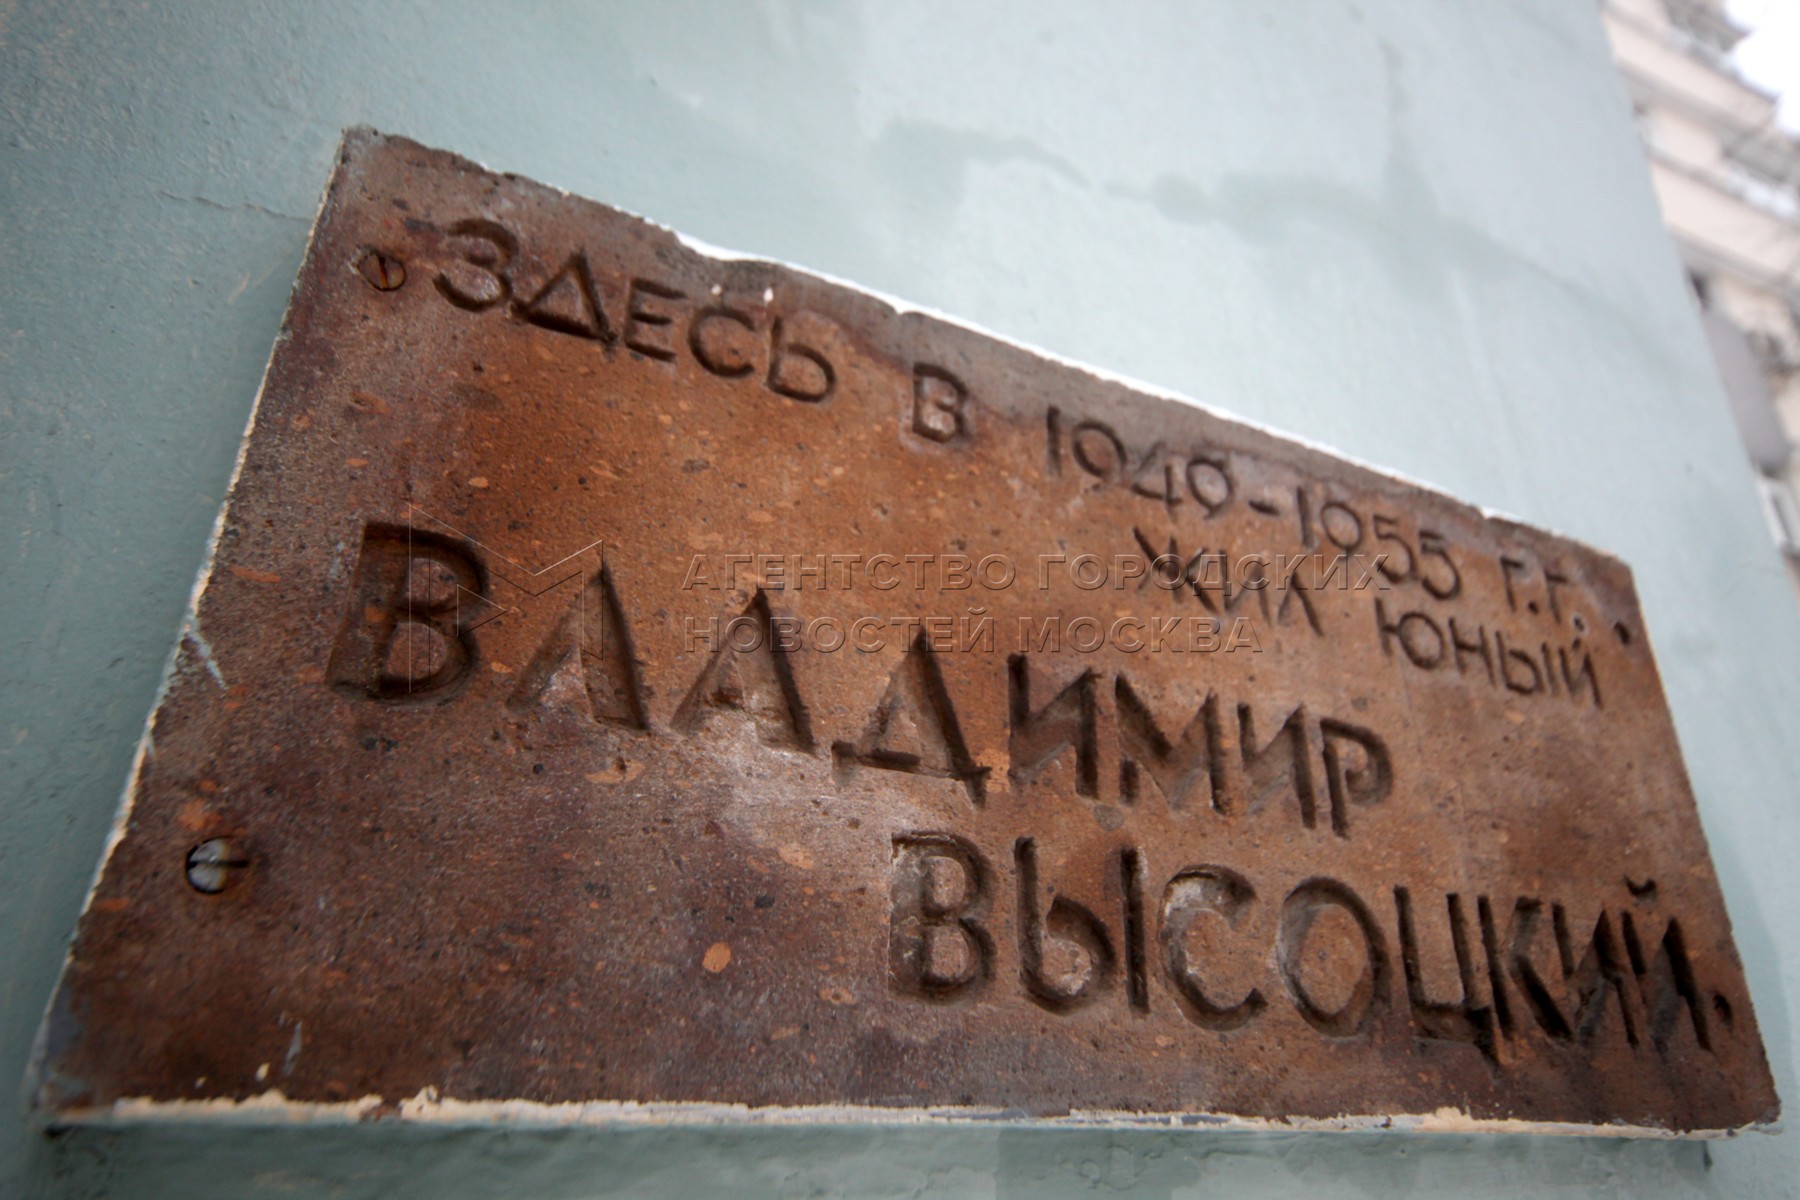 ЗДЕСЬ В 1949-1955 Г.Г.
ЖИЛ ЮНЫЙ
ВЛАДИМИР
ВЫСОЦКИЙ
АГЕНТСТВО ГОРОДСКИХ
НОВОСТЕЙ МОСКВА